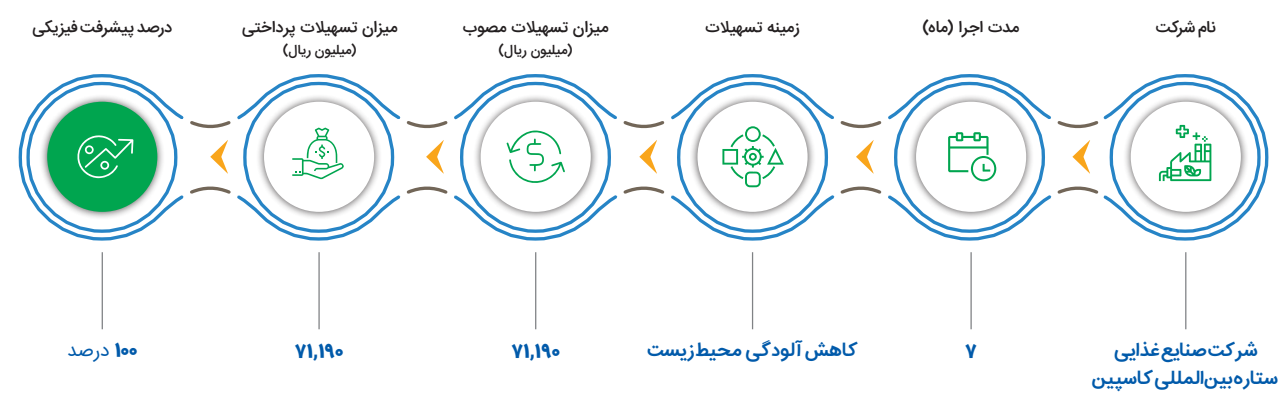 نام شرکت
مدت اجرا (ماه)
زمینه تسهیلات
میزان تسهیلات مصوب
(میلیون ریال)
میزان تسهیلات پرداختی
(میلیون ریال)
درصد پیشرفت فیزیکی
شرکت صنایع غذایی
ستاره بین‌المللی کاسپین
۷
کاهش آلودگی محیط زیست
۷۱,۱۹۰
۷۱,۱۹۰
۱۰۰ درصد